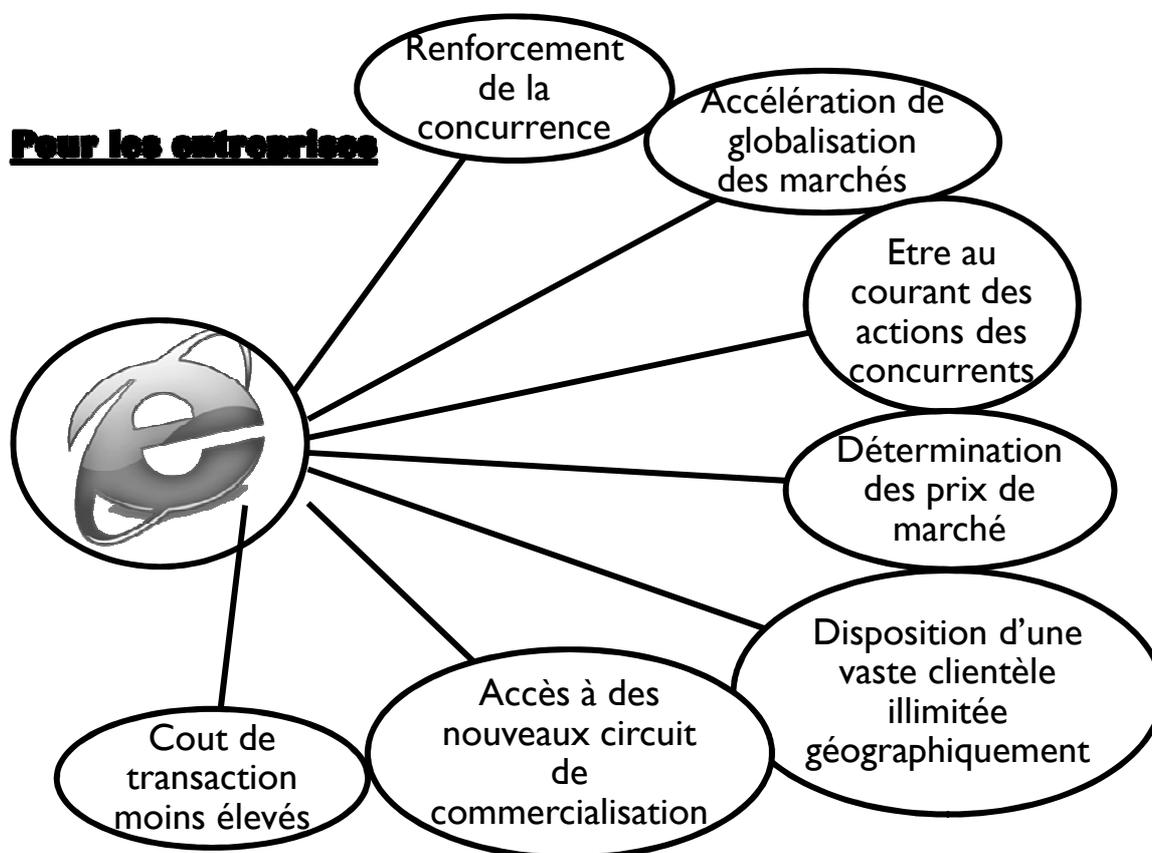 Pour les entreprises
Renforcement
de la
concurrence
Accélération de
globalisation
des marchés
Etre au
courant des
actions des
concurrents
Détermination
des prix de
marché
Disposition d’une
vaste clientèle
illimitée
géographiquement
Accès à des
nouveaux circuit
de
commercialisation
Cout de
transaction
moins élevés